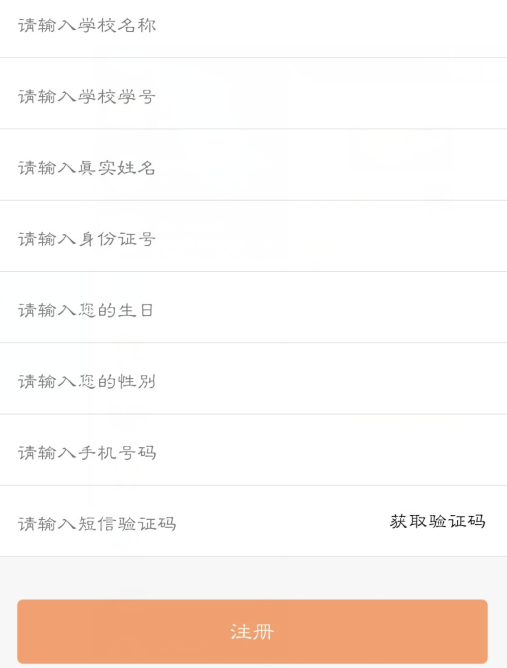 请输入学校名称
请输入学校学号
请输入真实姓名
请输入身份证号
请输入您的生日
请输入您的性别
请输入手机号码
请输入短信验证码 获取验证码
注册